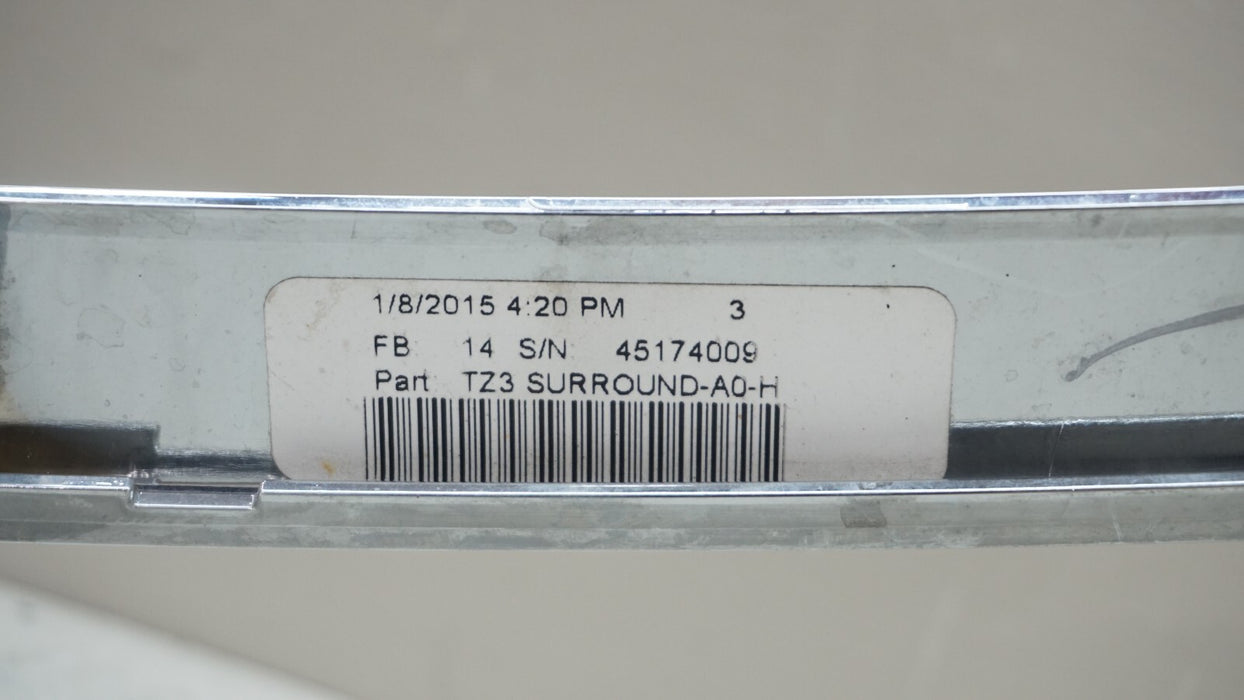 1/8/2015 4:20 PM 3
FB 14 S/N 45174009
Part TZ3 SURROUND-A0-H